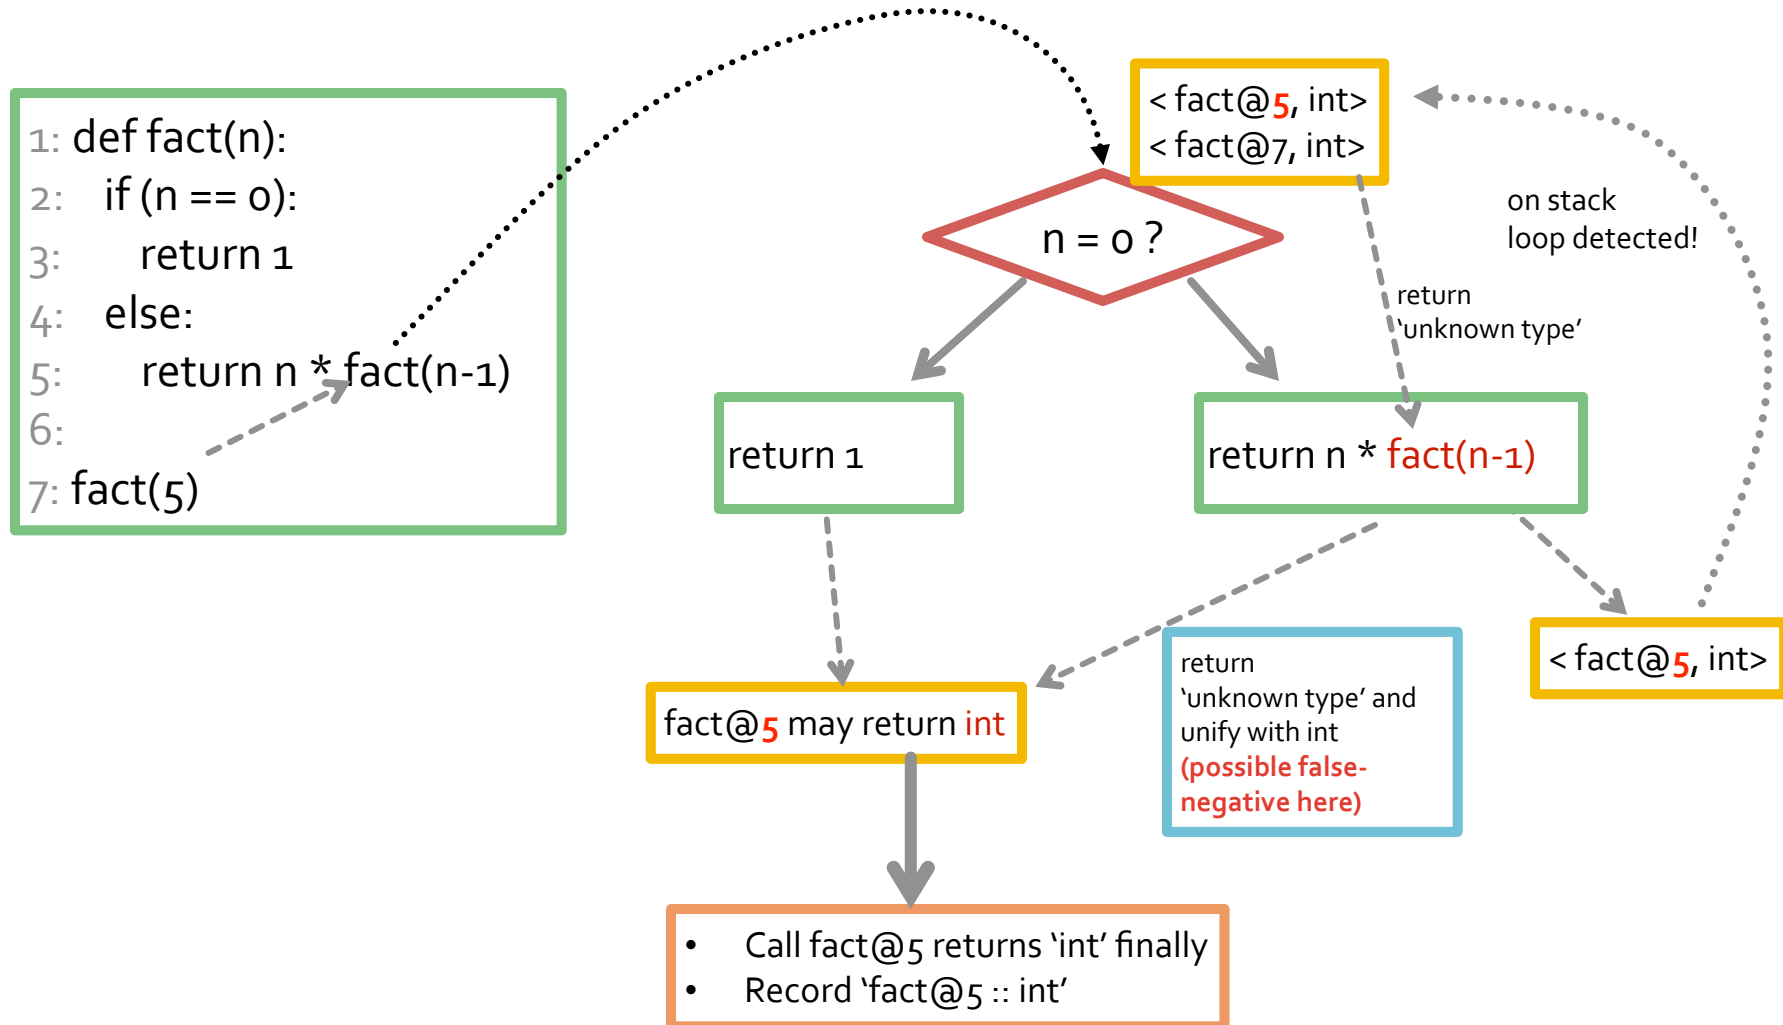 1: def fact(n):
2: if (n == 0):
3: return 1
4: else:
5: return n * fact(n-1)
6:
7: fact(5)
< fact@5, int>
< fact@7, int>
n = 0 ?
on stack
loop detected!
return
‘unknown type’
return 1
return n * fact(n-1)
< fact@5, int>
fact@5 may return int
return
‘unknown type’ and
unify with int
(possible false-
negative here)
• Call fact@5 returns ‘int’ finally
• Record ‘fact@5 :: int’